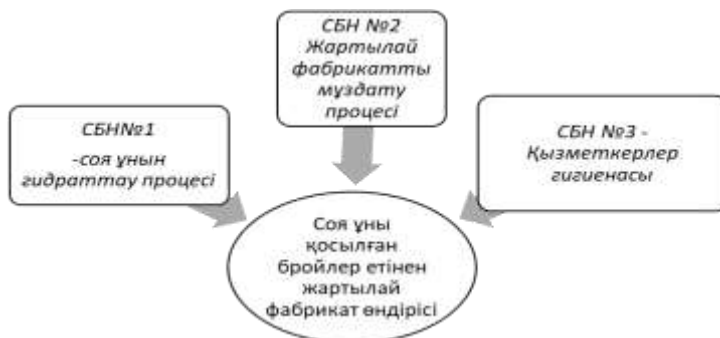 СБН №2
Жартылай
фабрикатты
мұздату
процесі
СБН№1
-соя ұнын
гидраттау процесі
СБН №3 -
Қызметкерлер
гигиенасы
Соя ұны
қосылған
бройлер етінен
жартылай
фабрикат өндірісі